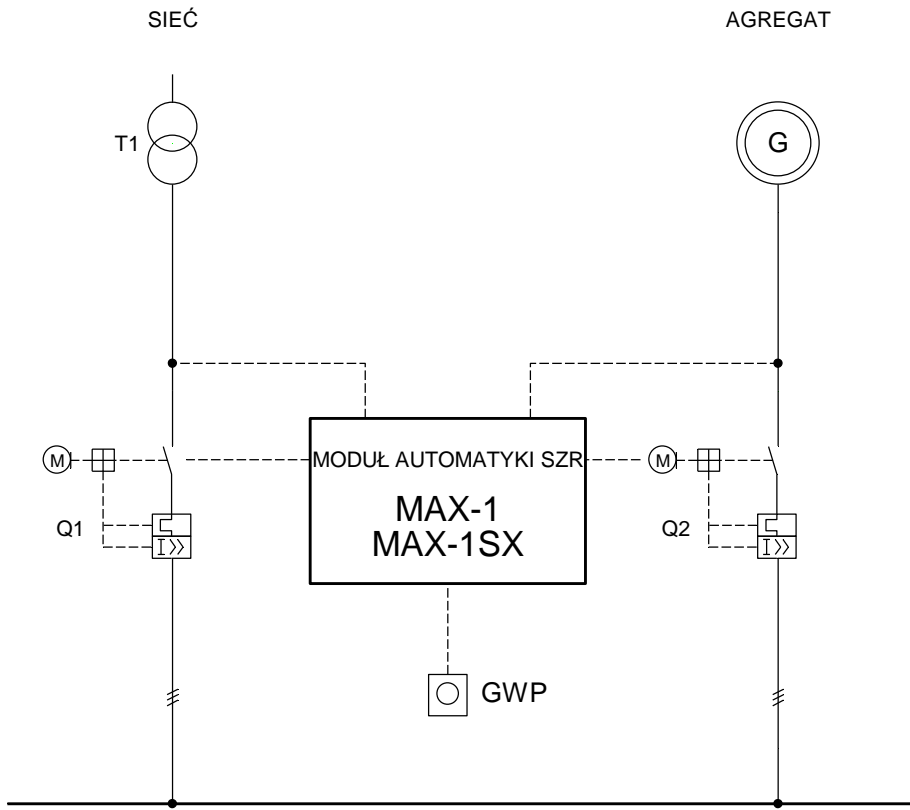 SIEĆ
AGREGAT
T1
G
M
MODUŁ AUTOMATYKI SZR
M
MAX-1
MAX-1SX
Q1
I >>
Q2
I >>
GWP